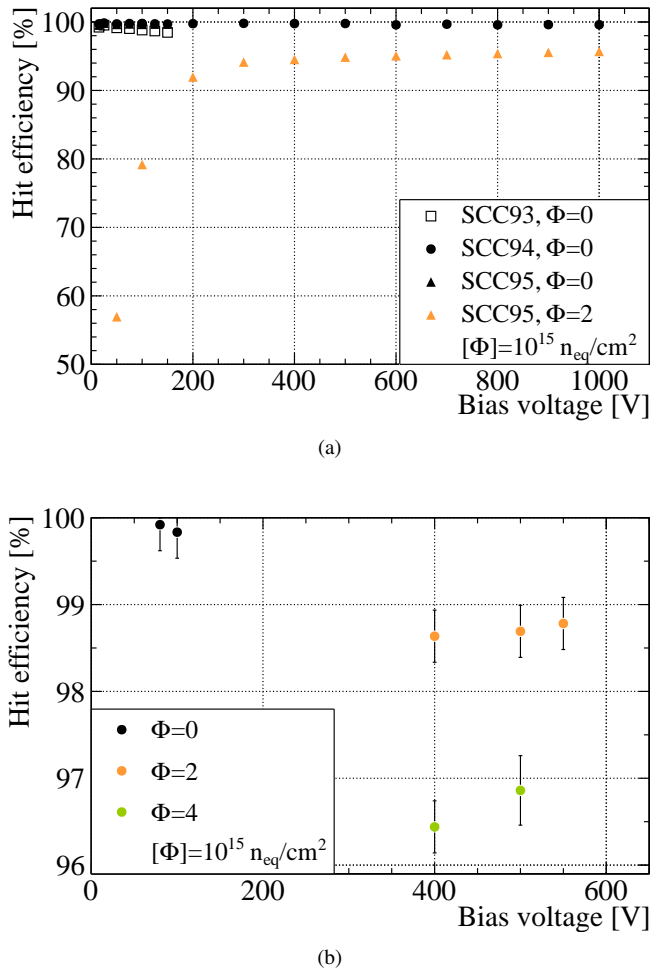 Hit efficiency [%]
100
90
80
70
60
50
SCC93, Φ=0
SCC94, Φ=0
SCC95, Φ=0
SCC95, Φ=2
[Φ]=10¹⁵ n_eq/cm²
0 200 400 600 800 1000
Bias voltage [V]
(a)
Hit efficiency [%]
100
99
98
97
96
Φ=0
Φ=2
Φ=4
[Φ]=10¹⁵ n_eq/cm²
0 200 400 600
Bias voltage [V]
(b)